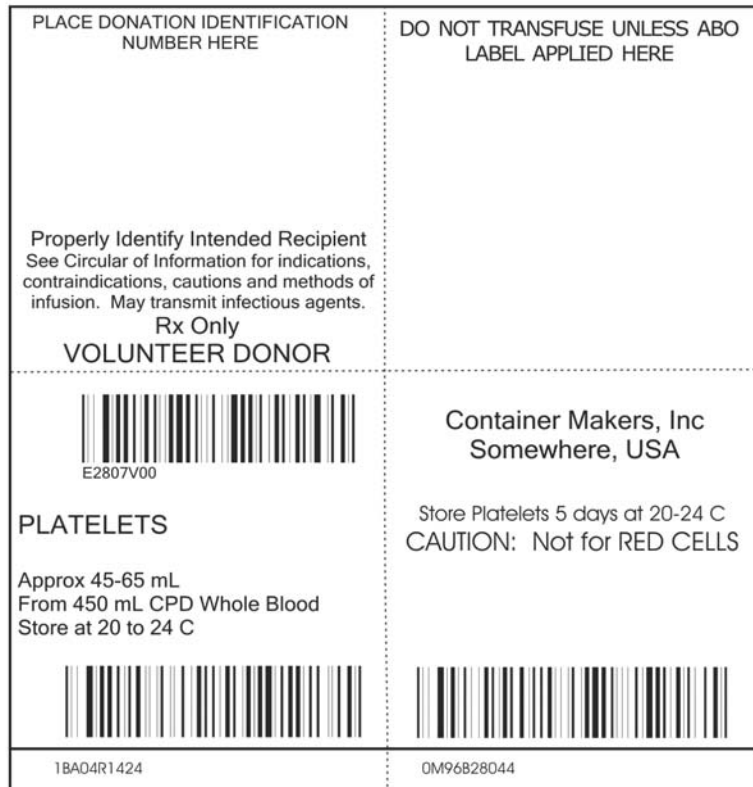 PLACE DONATION IDENTIFICATION
NUMBER HERE
DO NOT TRANSFUSE UNLESS ABO
LABEL APPLIED HERE
Properly Identify Intended Recipient
See Circular of Information for indications,
contraindications, cautions and methods of
infusion. May transmit infectious agents.
Rx Only
VOLUNTEER DONOR
E2807V00
PLATELETS
Approx 45-65 mL
From 450 mL CPD Whole Blood
Store at 20 to 24 C
Container Makers, Inc
Somewhere, USA
Store Platelets 5 days at 20-24 C
CAUTION: Not for RED CELLS
1BA04R1424
0M96B28044